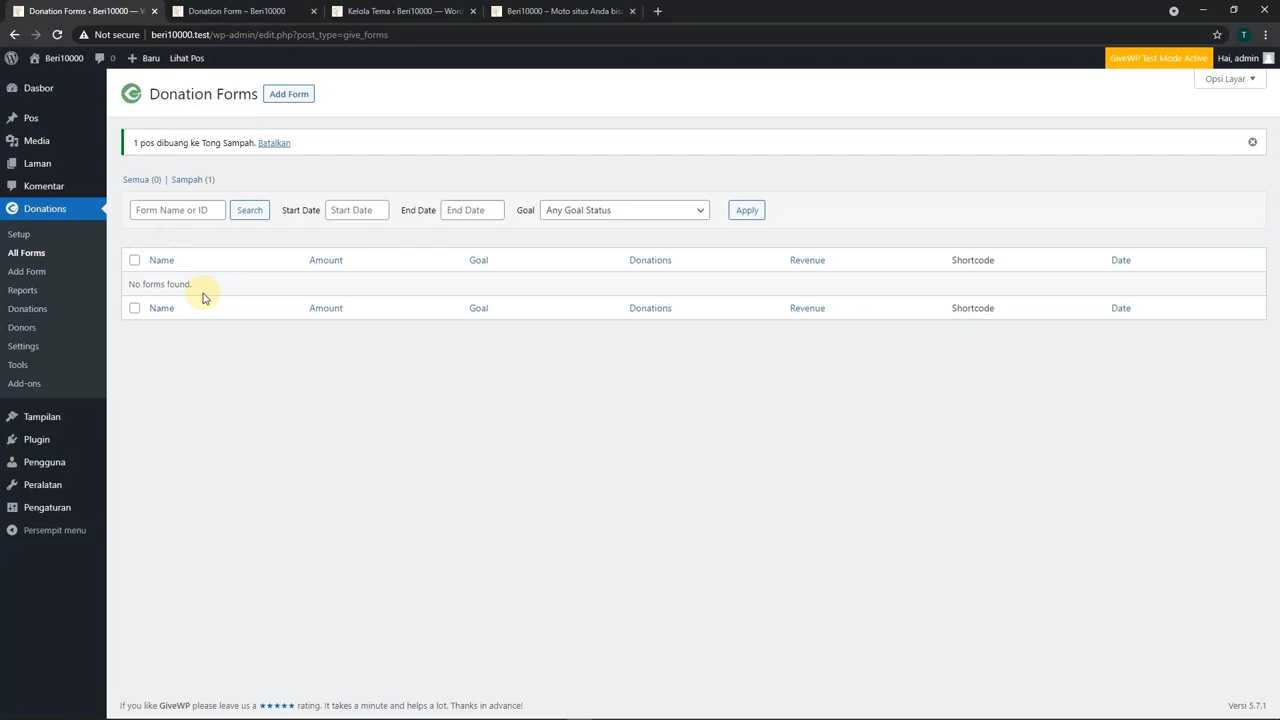 Donation Forms ‹ Beri10000 — W
Donation Form – Beri10000
Kelola Tema ‹ Beri10000 — Word
Beri10000 – Moto situs Anda bisa
Not secure
beri10000.test/wp-admin/edit.php?post_type=give_forms
T
Beri10000
0
Baru
Lihat Pos
GiveWP Test Mode Active
Hai, admin
Dasbor
Pos
Media
Laman
Komentar
Donations
Setup
All Forms
Add Form
Reports
Donations
Donors
Settings
Tools
Add-ons
Tampilan
Plugin
Pengguna
Peralatan
Pengaturan
Persempit menu
Donation Forms
Add Form
Opsi Layar
1 pos dibuang ke Tong Sampah. Batalkan
Semua (0) | Sampah (1)
Form Name or ID
Search
Start Date
Start Date
End Date
End Date
Goal
Any Goal Status
Apply
Name Amount Goal Donations Revenue Shortcode Date
No forms found.
Name Amount Goal Donations Revenue Shortcode Date
If you like GiveWP please leave us a ★★★★★ rating. It takes a minute and helps a lot. Thanks in advance!
Versi 5.7.1